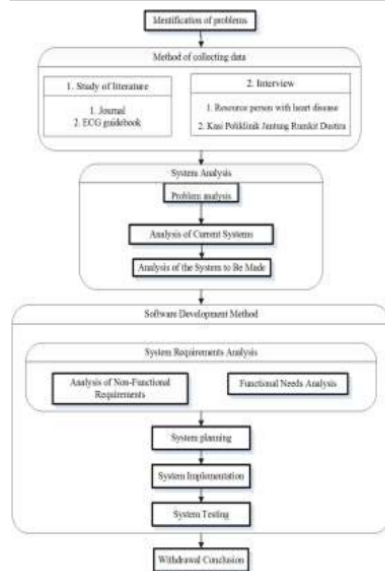 Identification of problems
Method of collecting data
1. Study of litterature
1. Journal
2. ECG guidebook
2. Interview
1. Resource person with heart disease
2. Kasi Poliklinik Jantung Rumkit Dustira
System Analysis
Problem analysis
Analysis of Current Systems
Analysis of the System to Be Made
Software Development Method
System Requirements Analysis
Analysis of Non-Functional
Requirements
Functional Needs Analysis
System planning
System Implementation
System Testing
Withdrawal Conclusion